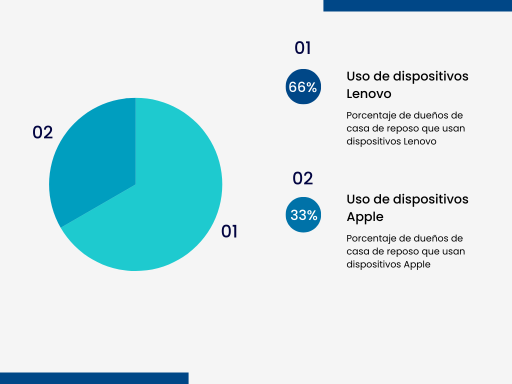 02
01
01
66%
Uso de dispositivos
Lenovo
Porcentaje de dueños de
casa de reposo que usan
dispositivos Lenovo
02
33%
Uso de dispositivos
Apple
Porcentaje de dueños de
casa de reposo que usan
dispositivos Apple